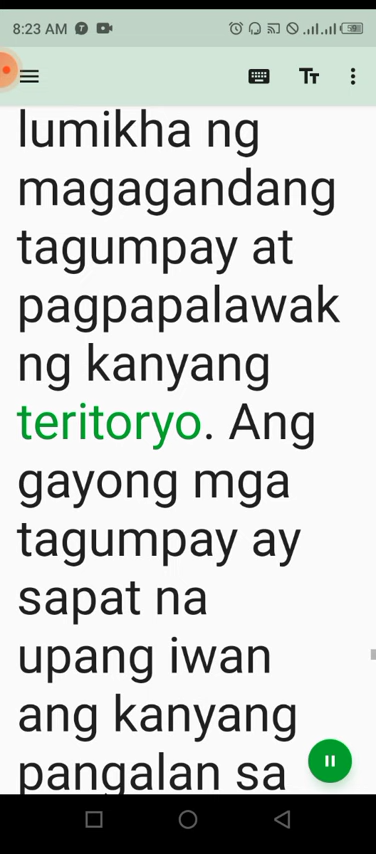 8:23 AM
59
lumikha ng
magagandang
tagumpay at
pagpapalawak
ng kanyang
teritoryo. Ang
gayong mga
tagumpay ay
sapat na
upang iwan
ang kanyang
pangalan sa